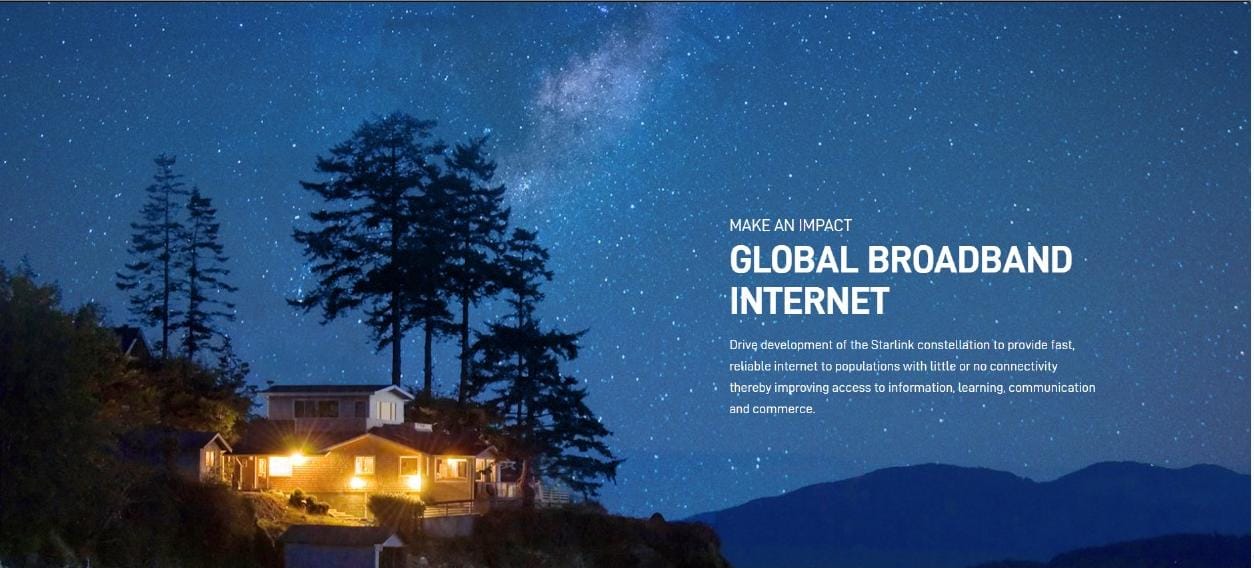 MAKE AN IMPACT
GLOBAL BROADBAND
INTERNET
Drive development of the Starlink constellation to provide fast,
reliable internet to populations with little or no connectivity
thereby improving access to information, learning, communication
and commerce.